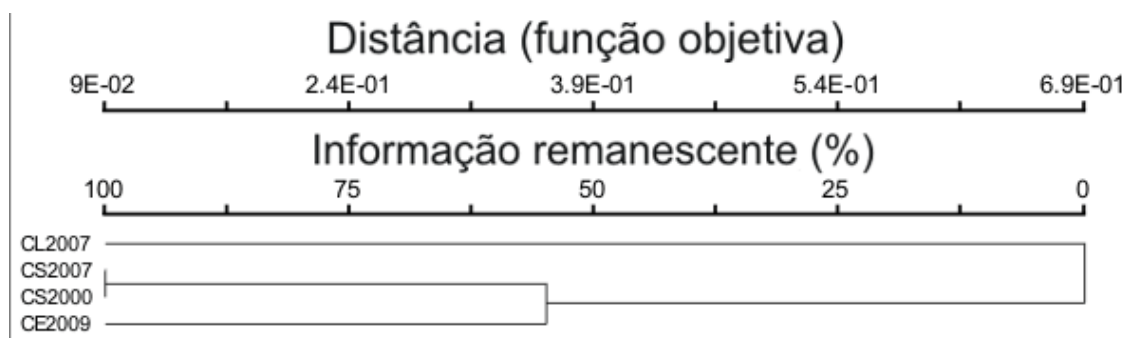 Distância (função objetiva)
9E-02 2.4E-01 3.9E-01 5.4E-01 6.9E-01
Informação remanescente (%)
100 75 50 25 0
CL2007
CS2007
CS2000
CE2009